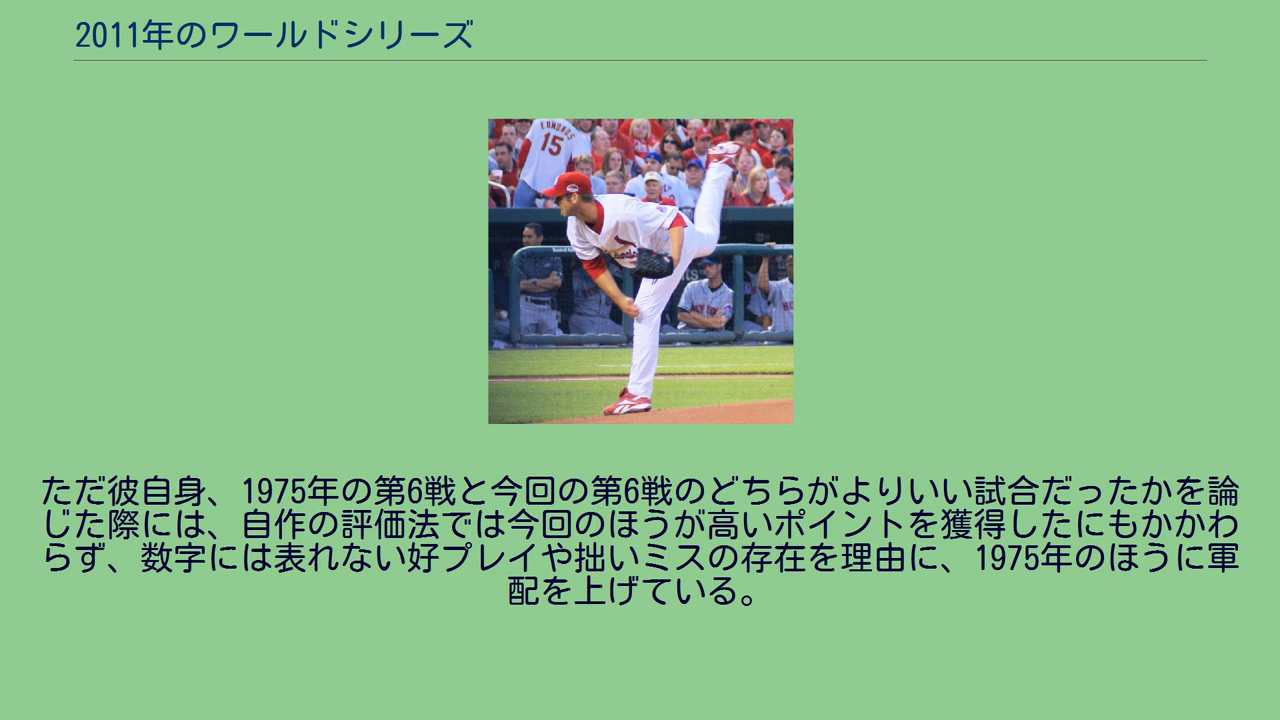 2011年のワールドシリーズ
EDMONDS
15
ただ彼自身、1975年の第6戦と今回の第6戦のどちらがよりいい試合だったかを論
じた際には、自作の評価法では今回のほうが高いポイントを獲得したにもかかわ
らず、数字には表れない好プレイや拙いミスの存在を理由に、1975年のほうに軍
配を上げている。